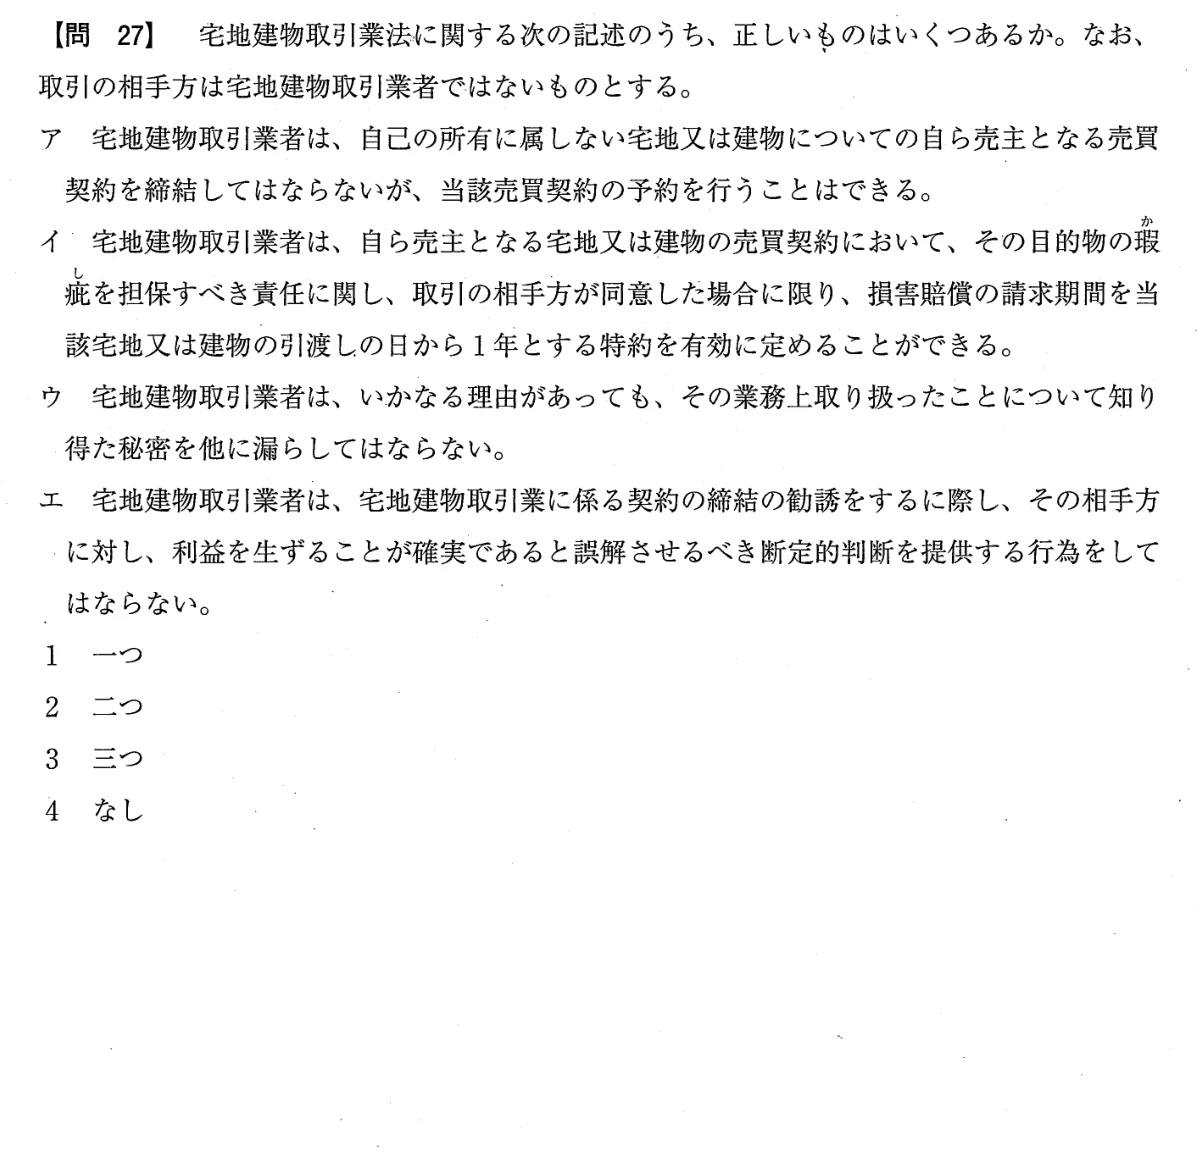 【問　27】　宅地建物取引業法に関する次の記述のうち、正しいものはいくつあるか。なお、
取引の相手方は宅地建物取引業者ではないものとする。
ア　宅地建物取引業者は、自己の所有に属しない宅地又は建物についての自ら売主となる売買
契約を締結してはならないが、当該売買契約の予約を行うことはできる。
イ　宅地建物取引業者は、自ら売主となる宅地又は建物の売買契約において、その目的物の瑕
疵を担保すべき責任に関し、取引の相手方が同意した場合に限り、損害賠償の請求期間を当
該宅地又は建物の引渡しの日から1年とする特約を有効に定めることができる。
ウ　宅地建物取引業者は、いかなる理由があっても、その業務上取り扱ったことについて知り
得た秘密を他に漏らしてはならない。
エ　宅地建物取引業者は、宅地建物取引業に係る契約の締結の勧誘をするに際し、その相手方
に対し、利益を生ずることが確実であると誤解させるべき断定的判断を提供する行為をして
はならない。
1　一つ
2　二つ
3　三つ
4　なし